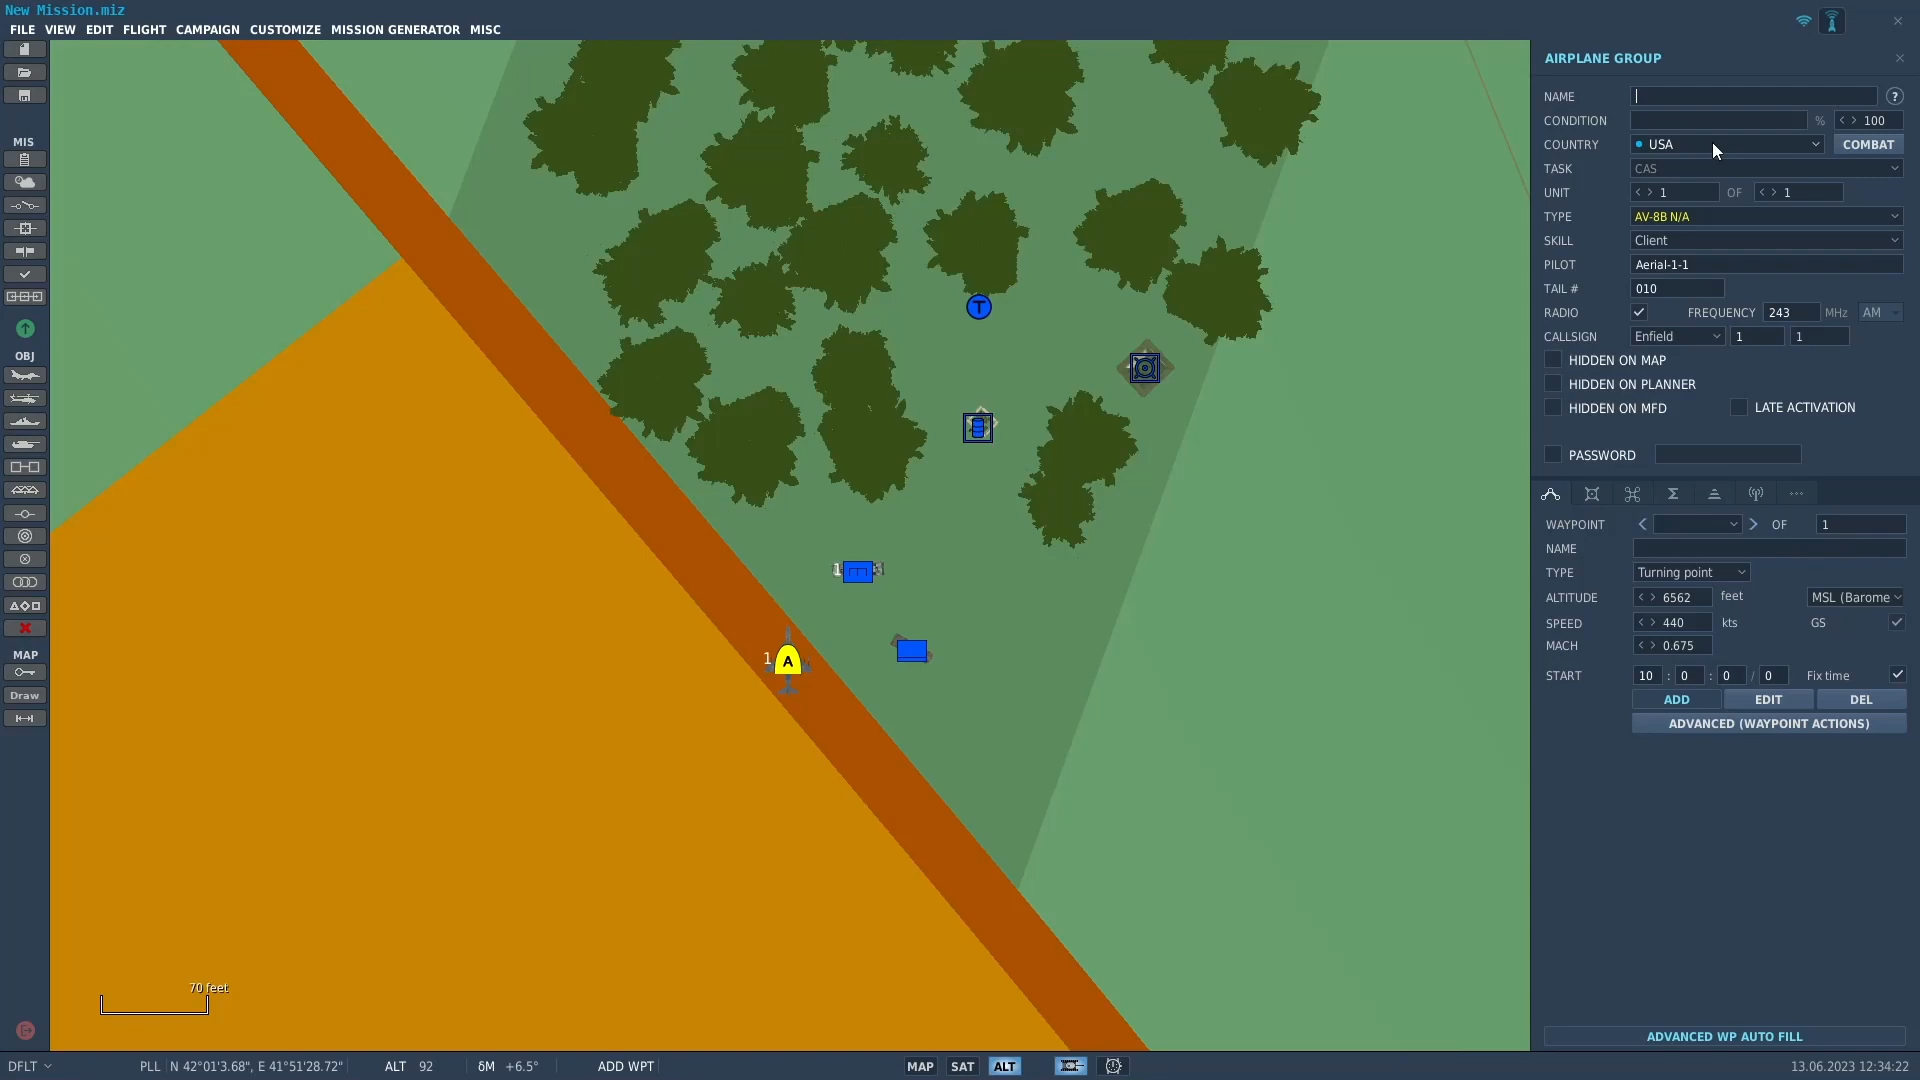 New Mission.miz
FILE VIEW EDIT FLIGHT CAMPAIGN CUSTOMIZE MISSION GENERATOR MISC
MIS
OBJ
MAP
Draw
T
1
1 A
70 feet
AIRPLANE GROUP
NAME ?
CONDITION % < > 100
COUNTRY USA COMBAT
TASK CAS
UNIT < > 1 OF < > 1
TYPE AV-8B N/A
SKILL Client
PILOT Aerial-1-1
TAIL # 010
RADIO FREQUENCY 243 MHz AM
CALLSIGN Enfield 1 1
HIDDEN ON MAP
HIDDEN ON PLANNER
HIDDEN ON MFD LATE ACTIVATION
PASSWORD
WAYPOINT < > OF 1
NAME
TYPE Turning point
ALTITUDE < > 6562 feet MSL (Barome
SPEED < > 440 kts GS
MACH < > 0.675
START 10 : 0 : 0 / 0 Fix time
ADD EDIT DEL
ADVANCED (WAYPOINT ACTIONS)
ADVANCED WP AUTO FILL
DFLT PLL N 42°01'3.68", E 41°51'28.72" ALT 92 δM +6.5° ADD WPT MAP SAT ALT 13.06.2023 12:34:22